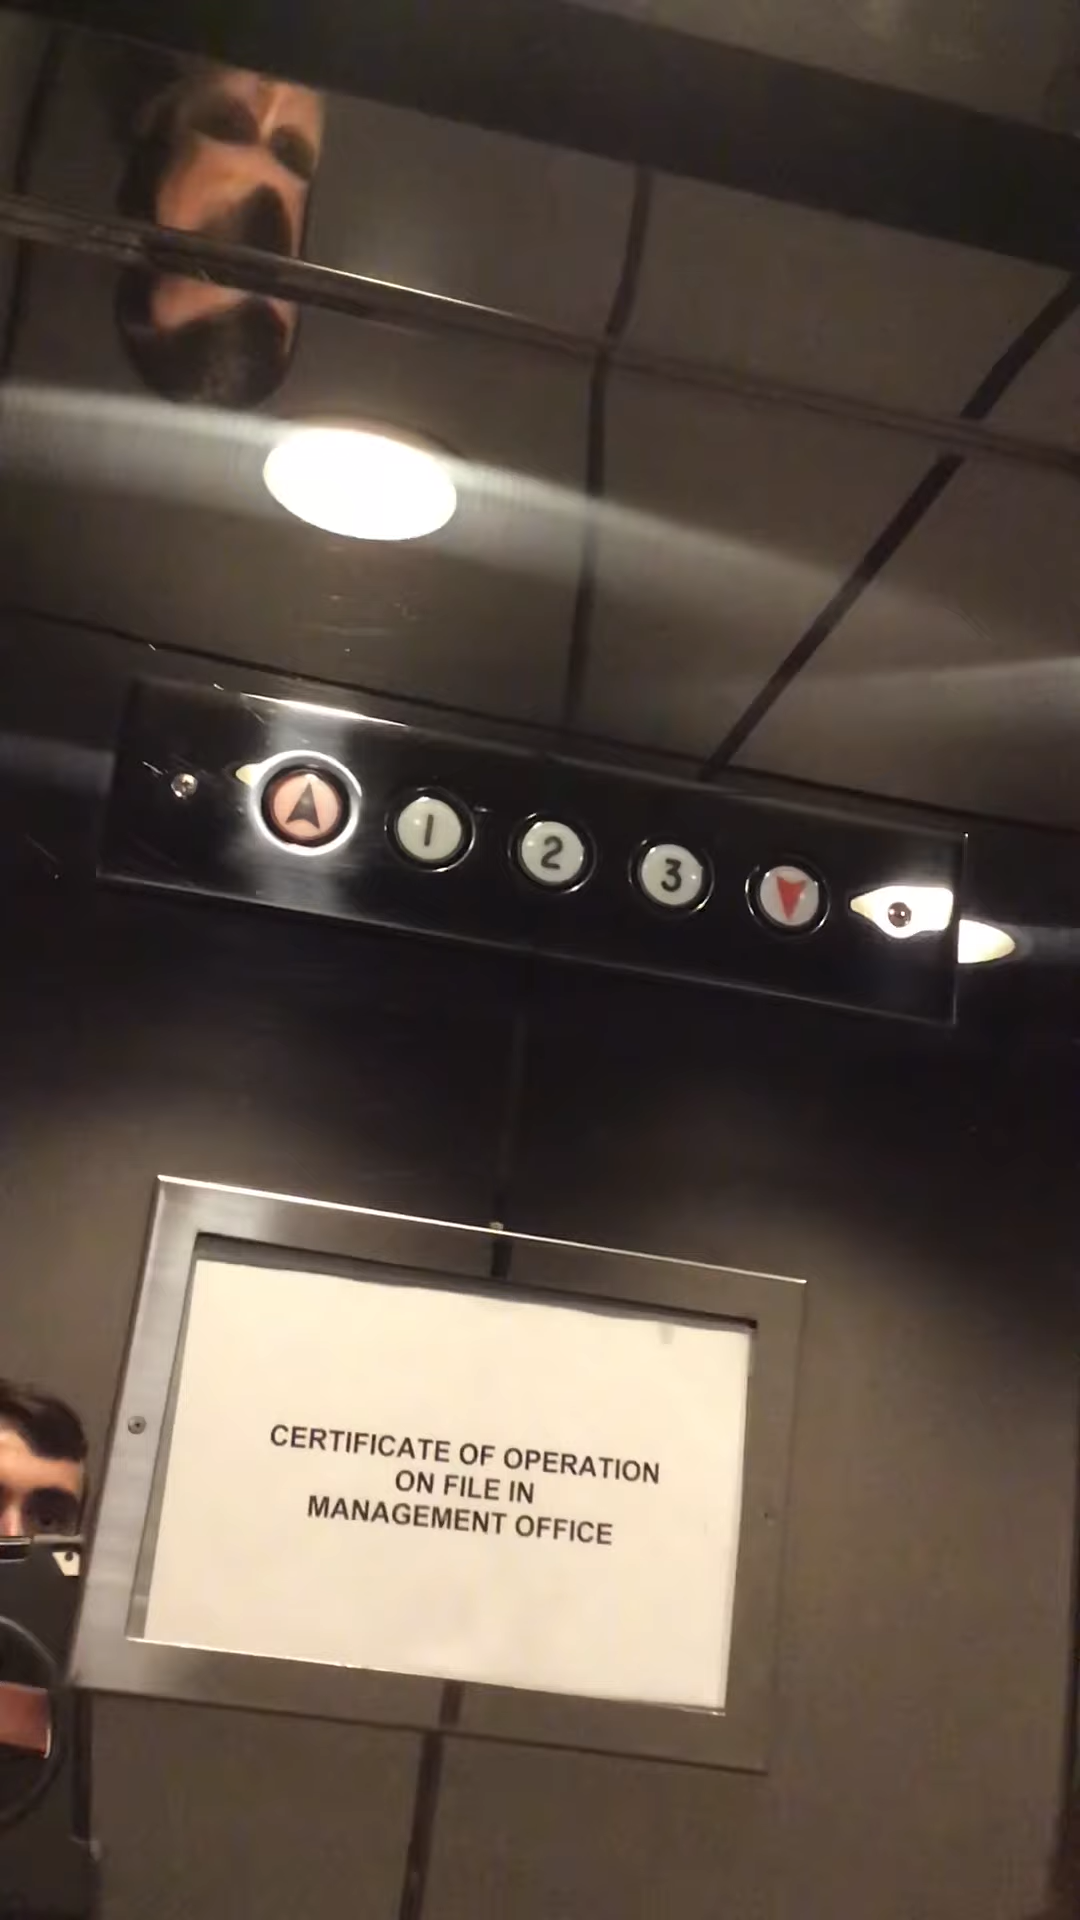 1 2 3
CERTIFICATE OF OPERATION
ON FILE IN
MANAGEMENT OFFICE